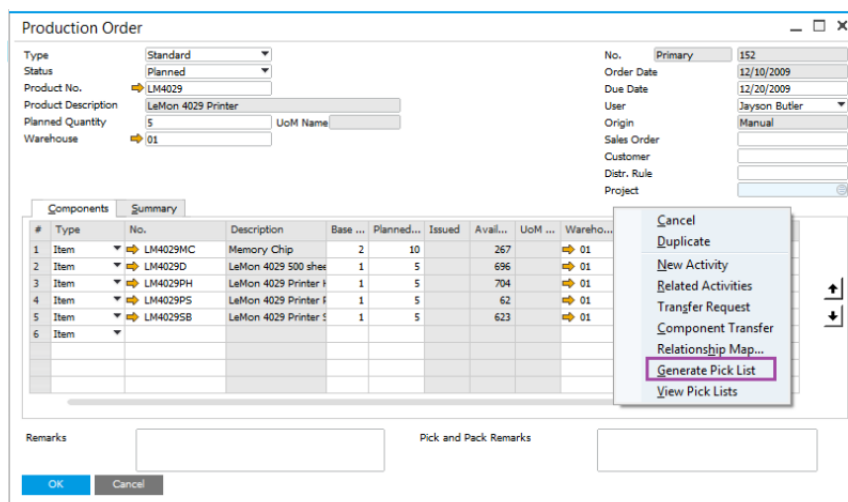 Production Order
Type Standard
Status Planned
Product No. LM4029
Product Description LeMon 4029 Printer
Planned Quantity 5 UoM Name
Warehouse 01
No. Primary 152
Order Date 12/10/2009
Due Date 12/20/2009
User Jayson Butler
Origin Manual
Sales Order
Customer
Distr. Rule
Project
Components Summary
# Type No. Description Base ... Planned... Issued Avail... UoM ... Wareho...
1 Item LM4029MC Memory Chip 2 10 267 01
2 Item LM4029D LeMon 4029 500 shee 1 5 696 01
3 Item LM4029PH LeMon 4029 Printer 1 5 704 01
4 Item LM4029PS LeMon 4029 Printer 1 5 62 01
5 Item LM4029SB LeMon 4029 Printer 1 5 623 01
6 Item
Cancel
Duplicate
New Activity
Related Activities
Transfer Request
Component Transfer
Relationship Map...
Generate Pick List
View Pick Lists
Remarks
Pick and Pack Remarks
OK Cancel